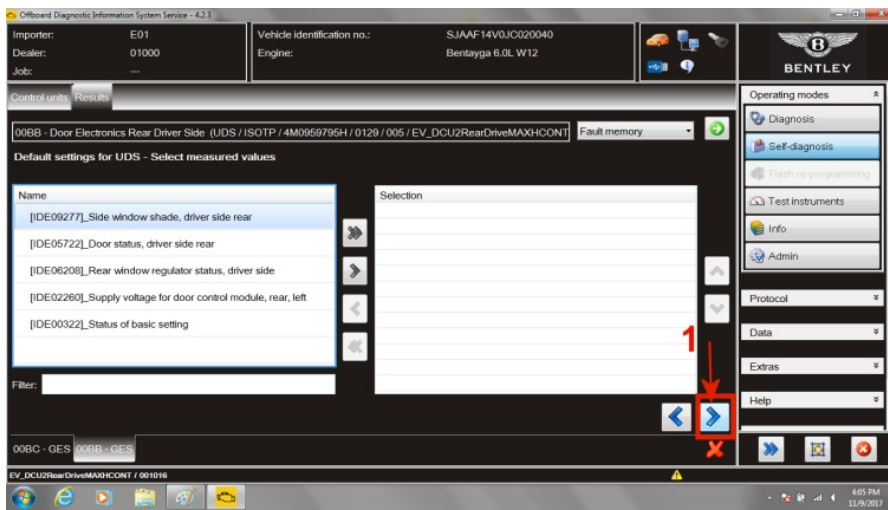 Offboard Diagnostic Information System Service - 4.2.3
Importer: E01
Dealer: 01000
Job: ---
Vehicle identification no.: SJAAF14V0JC020040
Engine: Bentayga 6.0L W12
B
BENTLEY
Control units Results
00BB - Door Electronics Rear Driver Side (UDS / ISOTP / 4M0959795H / 0129 / 005 / EV_DCU2RearDriveMAXHCONT
Fault memory
Default settings for UDS - Select measured values
Name
[IDE09277]_Side window shade, driver side rear
[IDE05722]_Door status, driver side rear
[IDE06208]_Rear window regulator status, driver side
[IDE02260]_Supply voltage for door control module, rear, left
[IDE00322]_Status of basic setting
Filter:
Selection
1
Operating modes
Diagnosis
Self-diagnosis
Flash re-programming
Test instruments
Info
Admin
Protocol
Data
Extras
Help
00BC - GES 00BB - GES
EV_DCU2RearDriveMAXHCONT / 001016
4:05 PM
11/9/2017